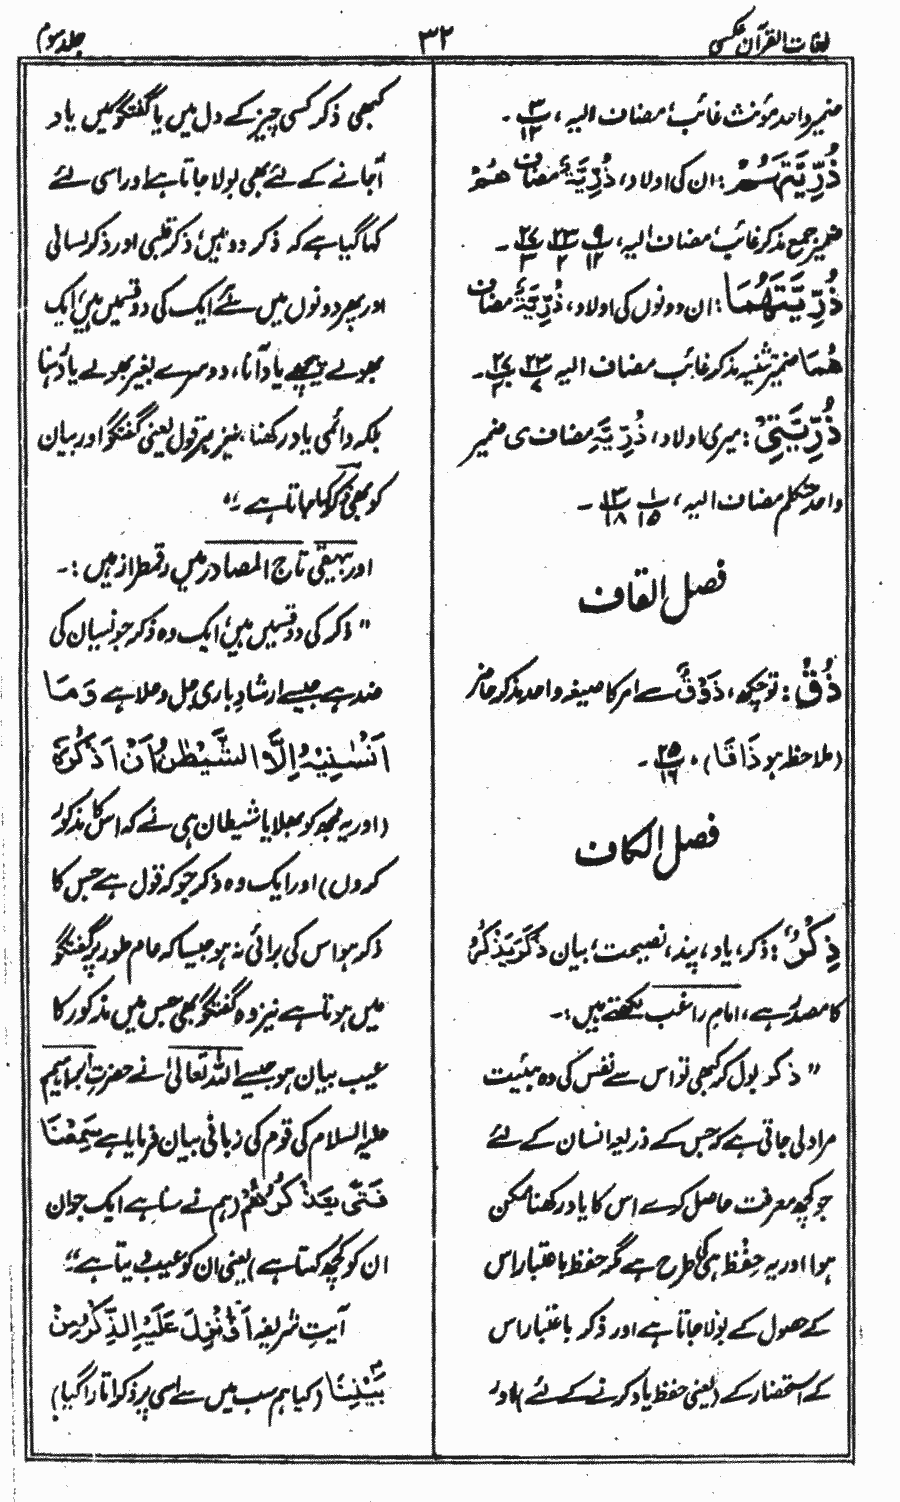 لغات القرآن عکسی
۳۲
جلد سوم
ضمیر واحد مؤنث غائب، مضاف الیہ، ۳/۱۲ ۔
ذُرِّیَّتَہُمْ: ان کی اولاد، ذُرِّیَّۃ مضاف ھُمْ
ضمیر جمع مذکر غائب، مضاف الیہ، ۹/۱۲ ۲۳/۲ ۲۷/۳ ۔
ذُرِّیَّتِہِمَا: ان دونوں کی اولاد، ذُرِّیَّۃ مضاف
ھُمَا ضمیر تثنیہ مذکر غائب مضاف الیہ ۲۳/۷ ۲۷/۲۰ ۔
ذُرِّیَّتِیْ: میری اولاد، ذُرِّیَّۃ مضاف ی ضمیر
واحد متکلم مضاف الیہ، ۱/۱۵ ۱۳/۱۸ ۔
فصل القاف
ذُقْ: تو چکھ، ذَوْقٌ سے امر کا صیغہ واحد مذکر حاضر
(ملاحظہ ہو ذَاقَا)، ۲۵/۱۶ ۔
فصل الکاف
ذِکْرٌ: ذکر، یاد، پند، نصیحت، بیان ذَکَرَ یَذْکُرُ
کا مصدر ہے، امام راغب لکھتے ہیں:۔
"ذکر بول کر کبھی تو اس سے نفس کی وہ ہیئت
مراد لی جاتی ہے کہ جس کے ذریعہ انسان کے لئے
جو کچھ معرفت حاصل کرے اس کا یاد رکھنا ممکن
ہوا اور یہ حِفْظ ہی کی طرح ہے مگر حفظ باعتبار اس
کے حصول کے بولا جاتا ہے اور ذکر باعتبار اس
کے استحضار کے (یعنی حفظ یاد کرنے کے لئے) اور
کبھی ذکر کسی چیز کے دل میں یا گفتگو میں یاد
آجانے کے لئے بھی بولا جاتا ہے اور اسی لئے
کہا گیا ہے کہ ذکر دو ہیں، ذکر قلبی اور ذکر لسانی
اور پھر دونوں میں سے ہر ایک کی دو قسمیں ہیں، ایک
بھولے پیچھے یاد آنا، دوسرے بغیر بھولے یاد رہنا
بلکہ دائمی یاد رکھنا، نیز ہر قول یعنی گفتگو اور بیان
کو بھی ذکر کہا جاتا ہے ۔"
اور بیہقی تاج المصادر میں رقمطراز ہیں:۔
"ذکر کی دو قسمیں ہیں، ایک وہ ذکر جو نسیان کی
ضد ہے جیسے ارشاد باری جل و علا ہے وَمَا
اَنْسٰنِیْہُ اِلَّا الشَّیْطٰنُ اَنْ اَذْکُرَہٗ
(اور یہ مجھ کو بھلا یا شیطان ہی نے کہ اس کا مذکور
کروں) اور ایک وہ ذکر جو کہ قول ہے جس کا
ذکر ہو اس کی برائی نہ ہو جیسا کہ عام طور پر گفتگو
میں ہوتا ہے نیز وہ گفتگو بھی جس میں مذکور کا
عیب بیان ہو جیسے اللہ تعالیٰ نے حضرت ابراہیم
علیہ السلام کی قوم کی زبانی بیان فرمایا ہے سَمِعْنَا
فَتًی یَّذْکُرُھُمْ (ہم نے سنا ہے ایک جوان
ان کو کچھ کہتا ہے یعنی ان کو عیب دیتا ہے)۔"
آیتِ شریفہ ءَاُنْزِلَ عَلَیْہِ الذِّکْرُ مِنْ
بَیْنِنَا (کیا ہم سب میں سے اسی پر ذکر اتارا گیا)